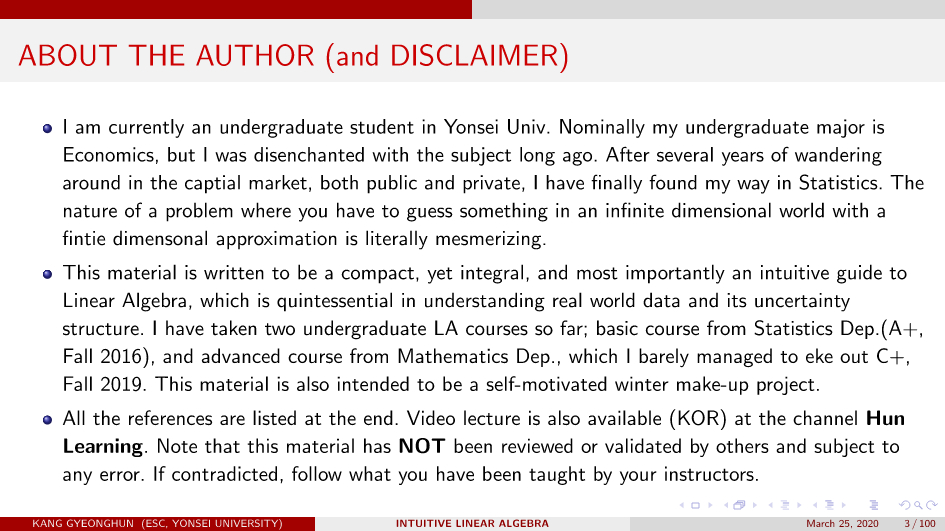 ABOUT THE AUTHOR (and DISCLAIMER)
I am currently an undergraduate student in Yonsei Univ. Nominally my undergraduate major is
Economics, but I was disenchanted with the subject long ago. After several years of wandering
around in the captial market, both public and private, I have finally found my way in Statistics. The
nature of a problem where you have to guess something in an infinite dimensional world with a
fintie dimensonal approximation is literally mesmerizing.
This material is written to be a compact, yet integral, and most importantly an intuitive guide to
Linear Algebra, which is quintessential in understanding real world data and its uncertainty
structure. I have taken two undergraduate LA courses so far; basic course from Statistics Dep.(A+,
Fall 2016), and advanced course from Mathematics Dep., which I barely managed to eke out C+,
Fall 2019. This material is also intended to be a self-motivated winter make-up project.
All the references are listed at the end. Video lecture is also available (KOR) at the channel Hun
Learning. Note that this material has NOT been reviewed or validated by others and subject to
any error. If contradicted, follow what you have been taught by your instructors.
KANG GYEONGHUN (ESC, YONSEI UNIVERSITY) INTUITIVE LINEAR ALGEBRA March 25, 2020 3 / 100